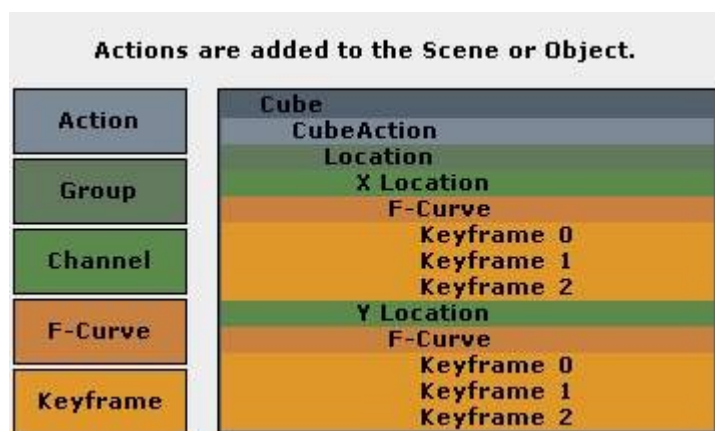 Actions are added to the Scene or Object.
Action
Group
Channel
F-Curve
Keyframe
Cube
CubeAction
Location
X Location
F-Curve
Keyframe 0
Keyframe 1
Keyframe 2
Y Location
F-Curve
Keyframe 0
Keyframe 1
Keyframe 2